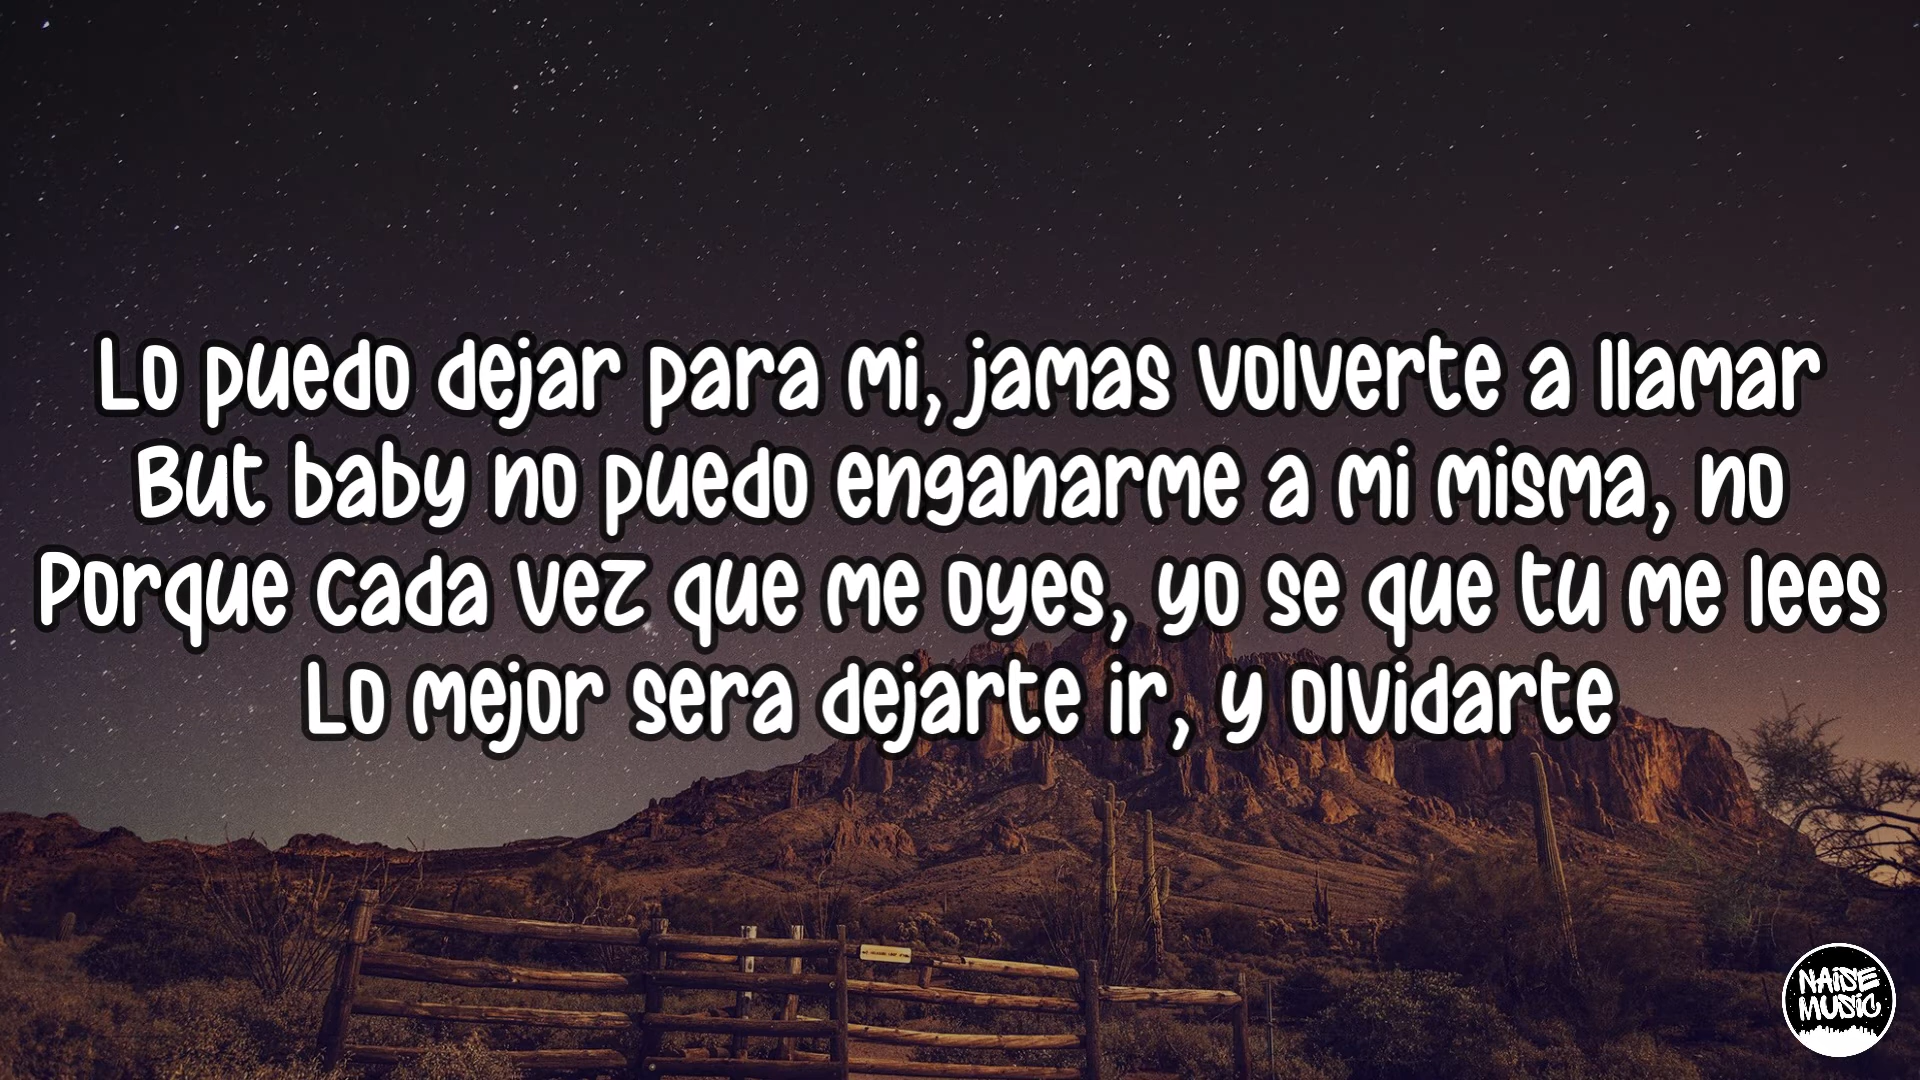 Lo puedo dejar para mi, jamas volverte a llamar
But baby no puedo enganarme a mi misma, no
Porque cada vez que me oyes, yo se que tu me lees
Lo mejor sera dejarte ir, y olvidarte
NAISE
MUSIC